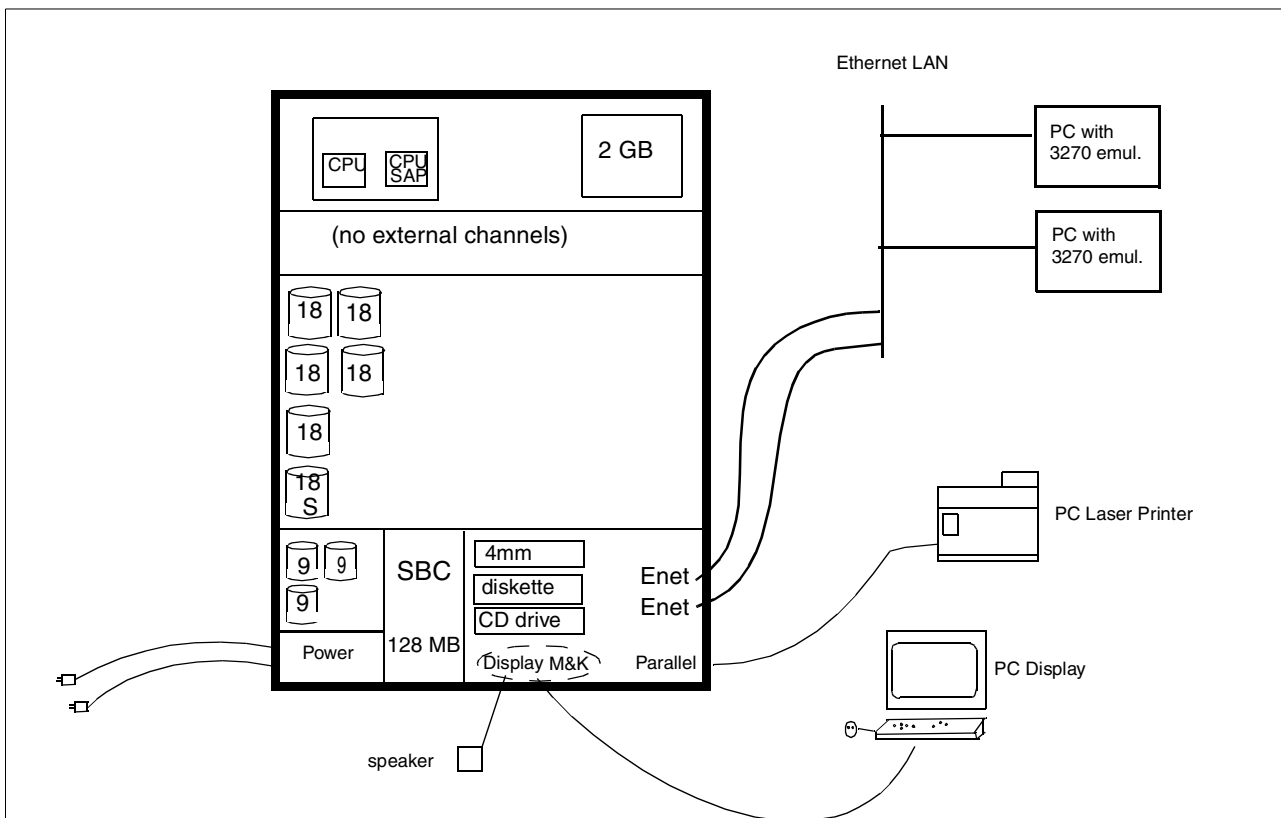 Ethernet LAN
CPU
CPU
SAP
2 GB
PC with
3270 emul.
(no external channels)
PC with
3270 emul.
18
18
18
18
18
18
S
9
9
9
SBC
128 MB
4mm
diskette
CD drive
Enet
Enet
Power
Display M&K
Parallel
PC Laser Printer
PC Display
speaker